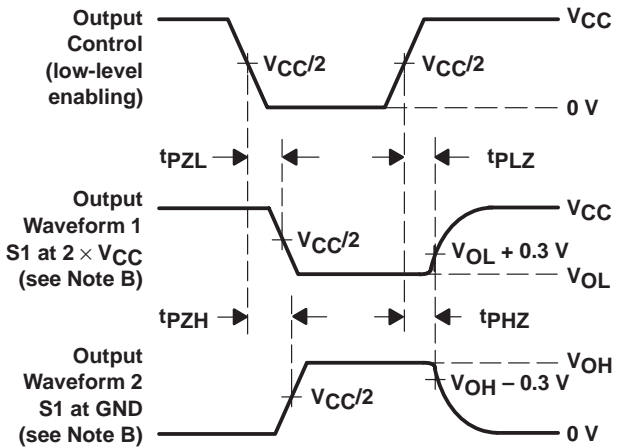 Output
Control
(low-level
enabling)
VCC
VCC/2
VCC/2
0 V
tPZL
tPLZ
Output
Waveform 1
S1 at 2 × VCC
(see Note B)
VCC
VCC/2
VOL + 0.3 V
VOL
tPZH
tPHZ
Output
Waveform 2
S1 at GND
(see Note B)
VOH
VCC/2
VOH – 0.3 V
0 V